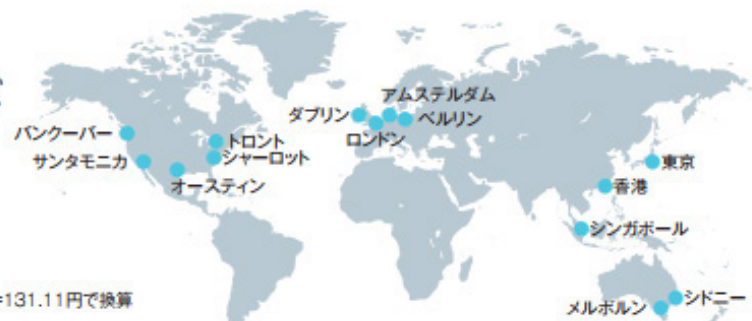 アムステルダム
ダブリン
ベルリン
ロンドン
バンクーバー
トロント
シャーロット
サンタモニカ
オースティン
東京
香港
シンガポール
シドニー
メルボルン
=131.11円で換算